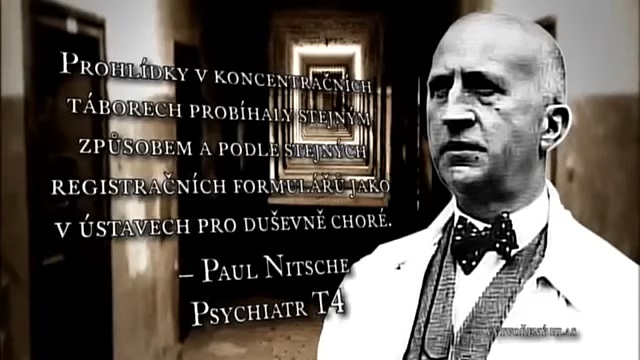 Prohlídky v koncentračních
táborech probíhaly stejným
způsobem a podle stejných
registračních formulářů jako
v ústavech pro duševně choré.
– Paul Nitsche
Psychiatr T4